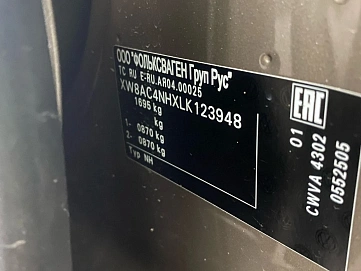 ООО "ФОЛЬКСВАГЕН Груп Рус"
TC RU E-RU.AR04.00025
XW8AC4NHXLK123948
1695 kg
kg
1- 0870 kg
2- 0870 kg
Typ NH
EAC
01
CWVA 4302
0552505